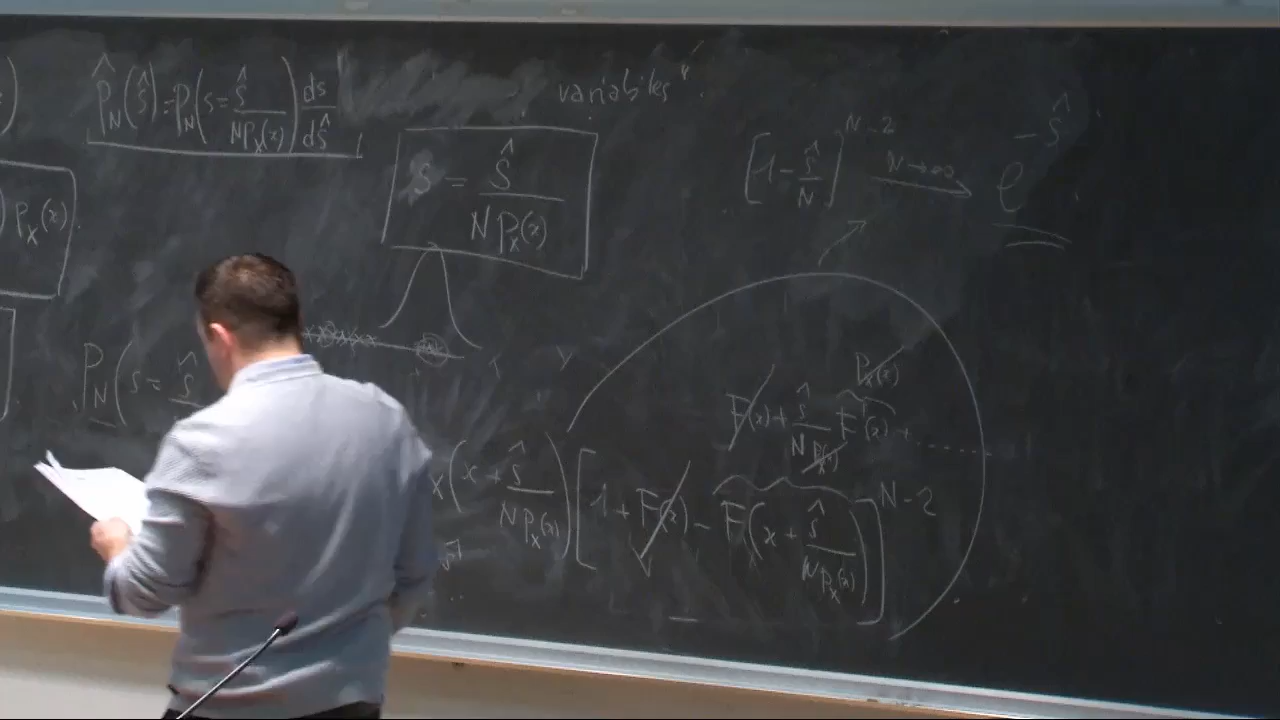 P̂_N(ŝ) = P_N(s = ŝ/(N P_X(x))) ds/dŝ
variables".
s = ŝ/(N P_X(x))
[1 - ŝ/N]^{N-2} N→∞ e^{-ŝ}
) P_X(x)
P_N(s = ŝ
P_X(x)
F(x) + ŝ/(N P_X(x)) F'(x) + .....
(x + ŝ/(N P_X(x))) [1 + F(x) - F(x + ŝ/(N P_X(x)))]^{N-2}